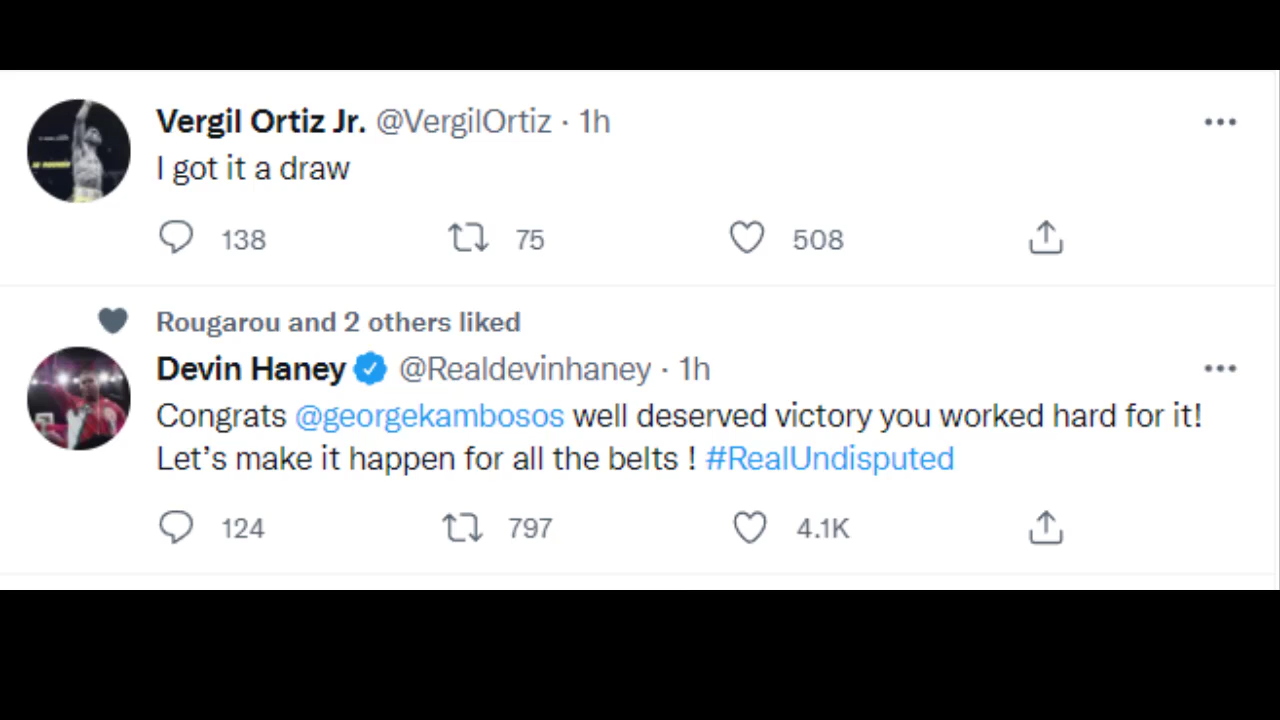 Vergil Ortiz Jr. @VergilOrtiz · 1h
I got it a draw
138 75 508
Rougarou and 2 others liked
Devin Haney @Realdevinhaney · 1h
Congrats @georgekambosos well deserved victory you worked hard for it!
Let’s make it happen for all the belts ! #RealUndisputed
124 797 4.1K